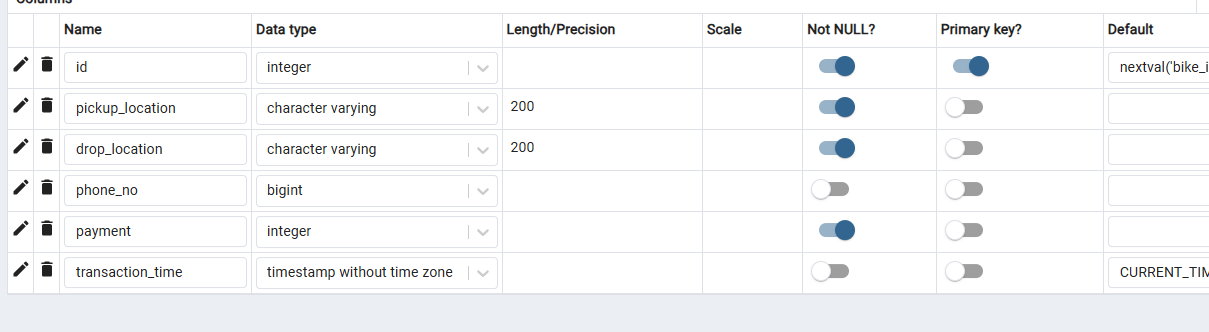 Columns
Name Data type Length/Precision Scale Not NULL? Primary key? Default
id integer nextval('bike_i
pickup_location character varying 200
drop_location character varying 200
phone_no bigint
payment integer
transaction_time timestamp without time zone CURRENT_TIM